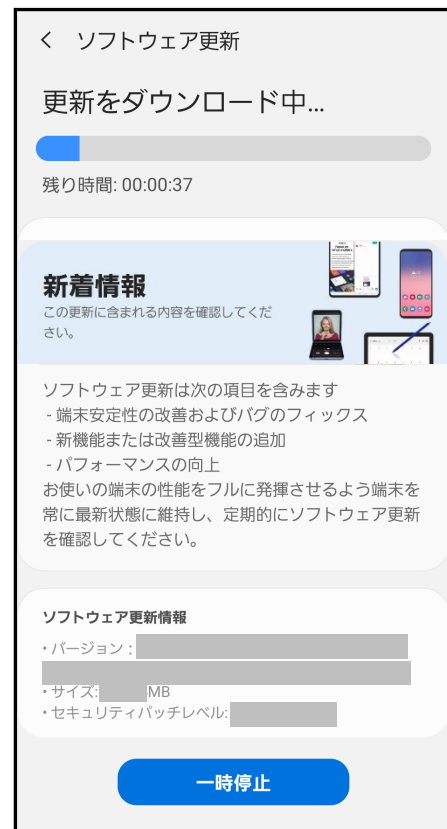 < ソフトウェア更新
更新をダウンロード中...
残り時間: 00:00:37
新着情報
この更新に含まれる内容を確認してくだ
さい。
ソフトウェア更新は次の項目を含みます
- 端末安定性の改善およびバグのフィックス
- 新機能または改善型機能の追加
- パフォーマンスの向上
お使いの端末の性能をフルに発揮させるよう端末を
常に最新状態に維持し、定期的にソフトウェア更新
を確認してください。
ソフトウェア更新情報
・バージョン :
・サイズ: MB
・セキュリティパッチレベル:
一時停止